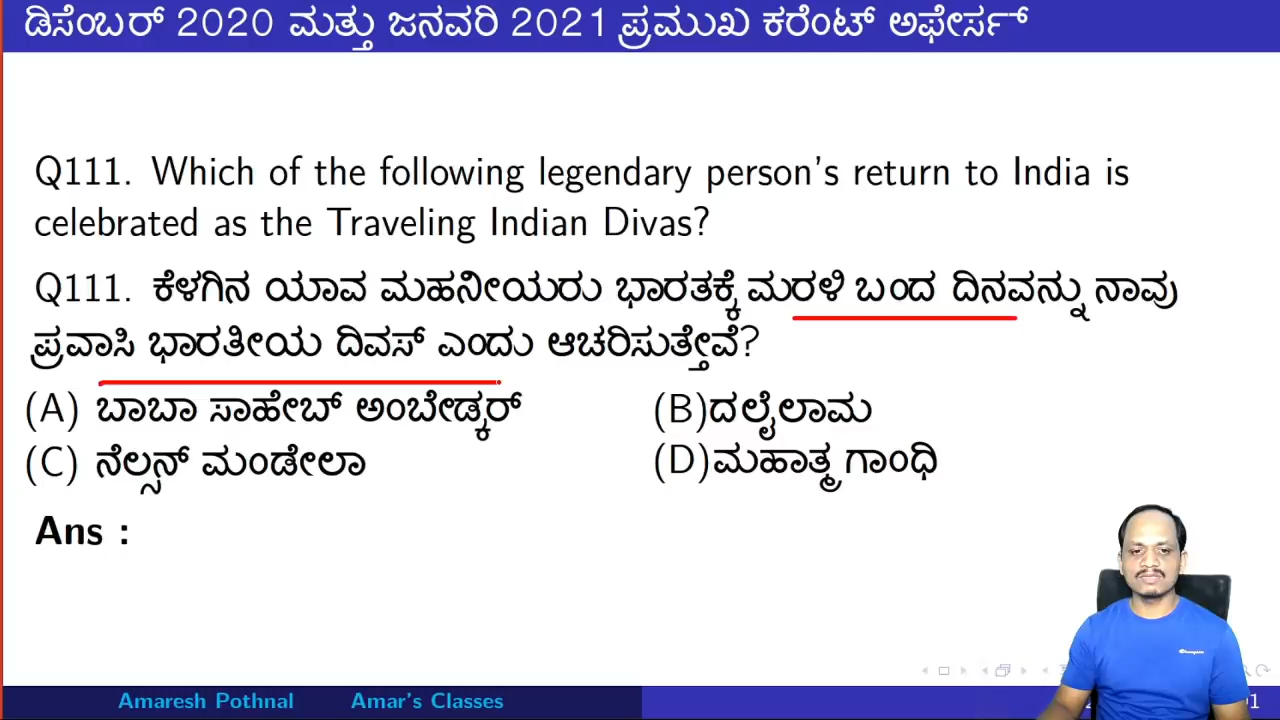 ಡಿಸೆಂಬರ್ 2020 ಮತ್ತು ಜನವರಿ 2021 ಪ್ರಮುಖ ಕರೆಂಟ್ ಅಫೇರ್ಸ್
Q111. Which of the following legendary person's return to India is
celebrated as the Traveling Indian Divas?
Q111. ಕೆಳಗಿನ ಯಾವ ಮಹನೀಯರು ಭಾರತಕ್ಕೆ ಮರಳಿ ಬಂದ ದಿನವನ್ನು ನಾವು
ಪ್ರವಾಸಿ ಭಾರತೀಯ ದಿವಸ್ ಎಂದು ಆಚರಿಸುತ್ತೇವೆ?
(A) ಬಾಬಾ ಸಾಹೇಬ್ ಅಂಬೇಡ್ಕರ್ (B)ದಲೈಲಾಮ
(C) ನೆಲ್ಸನ್ ಮಂಡೇಲಾ (D)ಮಹಾತ್ಮ ಗಾಂಧಿ
Ans :
Amaresh Pothnal Amar's Classes